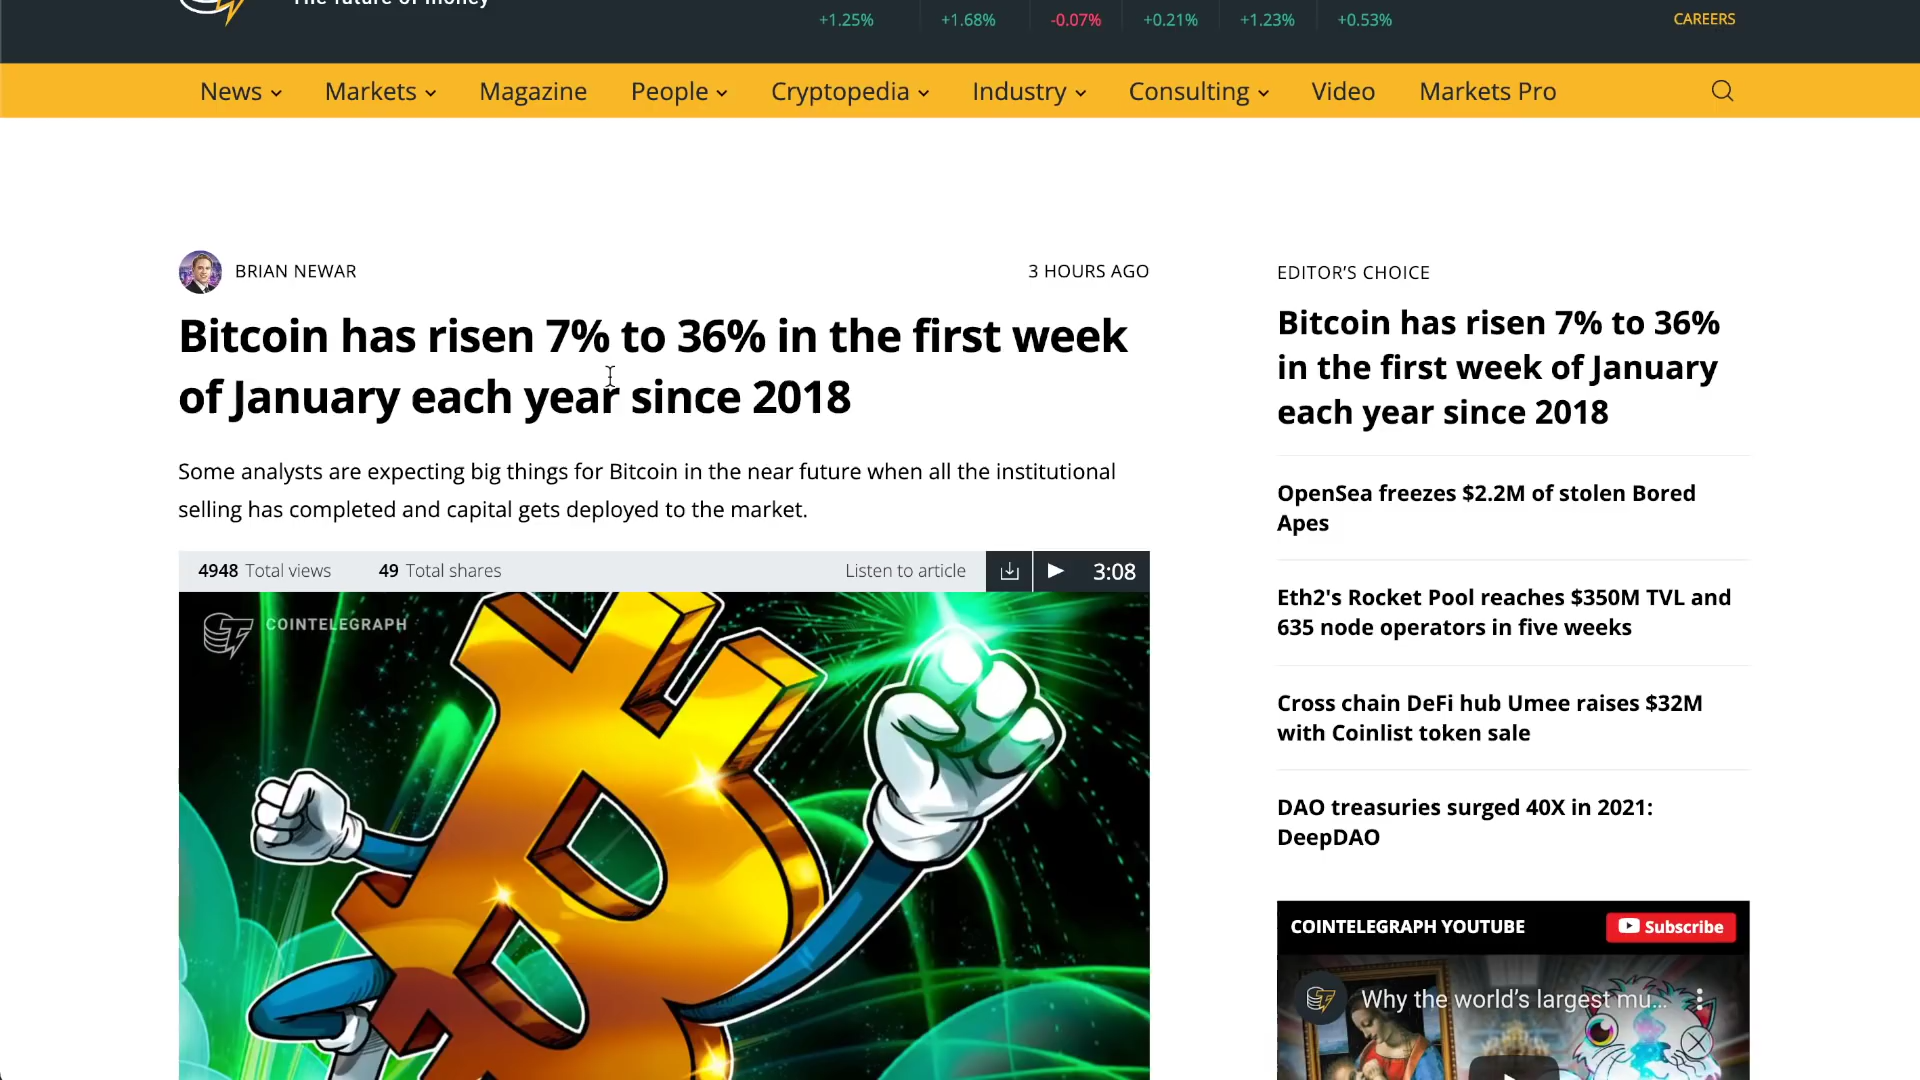 The future of money
+1.25% +1.68% -0.07% +0.21% +1.23% +0.53%
CAREERS
News Markets Magazine People Cryptopedia Industry Consulting Video Markets Pro
BRIAN NEWAR
3 HOURS AGO
Bitcoin has risen 7% to 36% in the first week
of January each year since 2018
Some analysts are expecting big things for Bitcoin in the near future when all the institutional
selling has completed and capital gets deployed to the market.
4948 Total views 49 Total shares Listen to article 3:08
COINTELEGRAPH
EDITOR'S CHOICE
Bitcoin has risen 7% to 36%
in the first week of January
each year since 2018
OpenSea freezes $2.2M of stolen Bored
Apes
Eth2's Rocket Pool reaches $350M TVL and
635 node operators in five weeks
Cross chain DeFi hub Umee raises $32M
with Coinlist token sale
DAO treasuries surged 40X in 2021:
DeepDAO
COINTELEGRAPH YOUTUBE Subscribe
Why the world's largest mu...